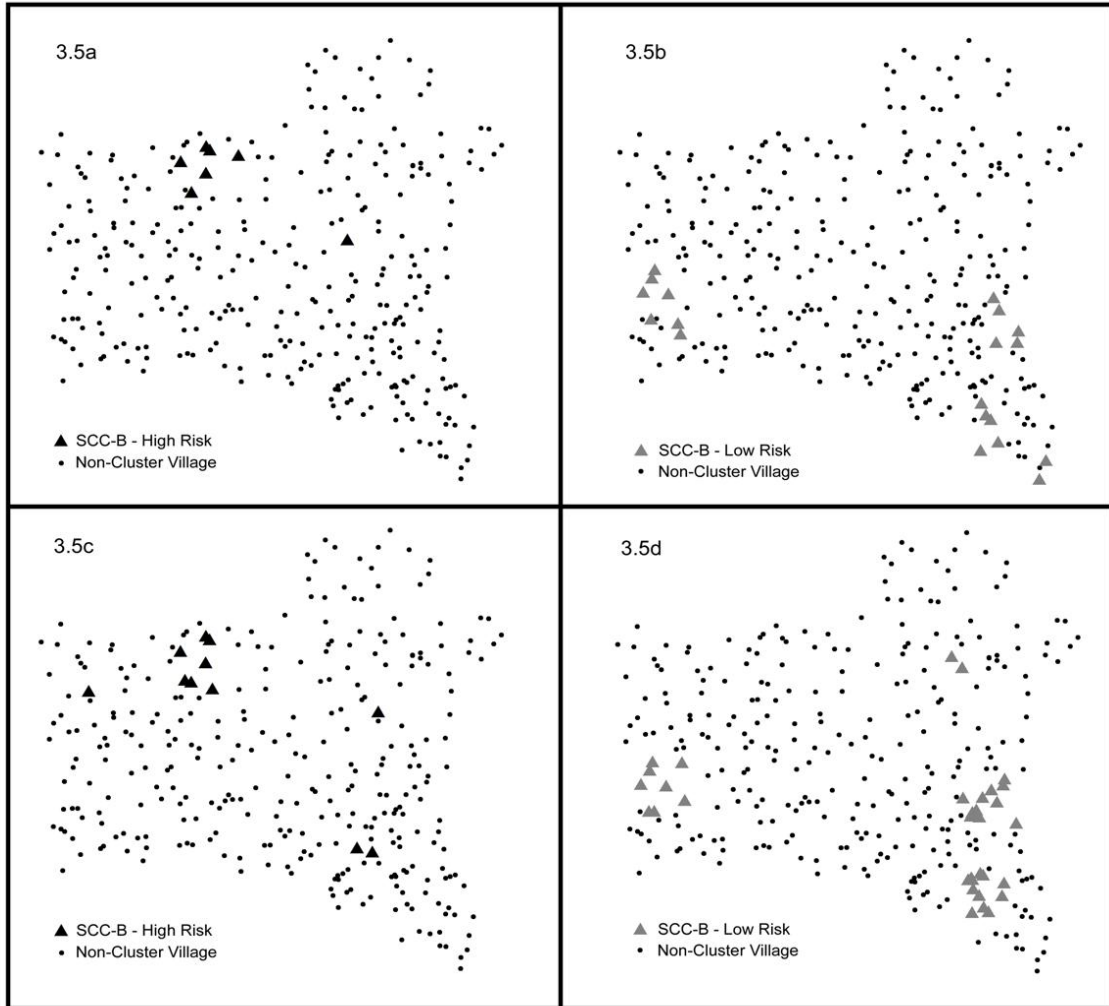 3.5a
SCC-B - High Risk
Non-Cluster Village
3.5b
SCC-B - Low Risk
Non-Cluster Village
3.5c
SCC-B - High Risk
Non-Cluster Village
3.5d
SCC-B - Low Risk
Non-Cluster Village